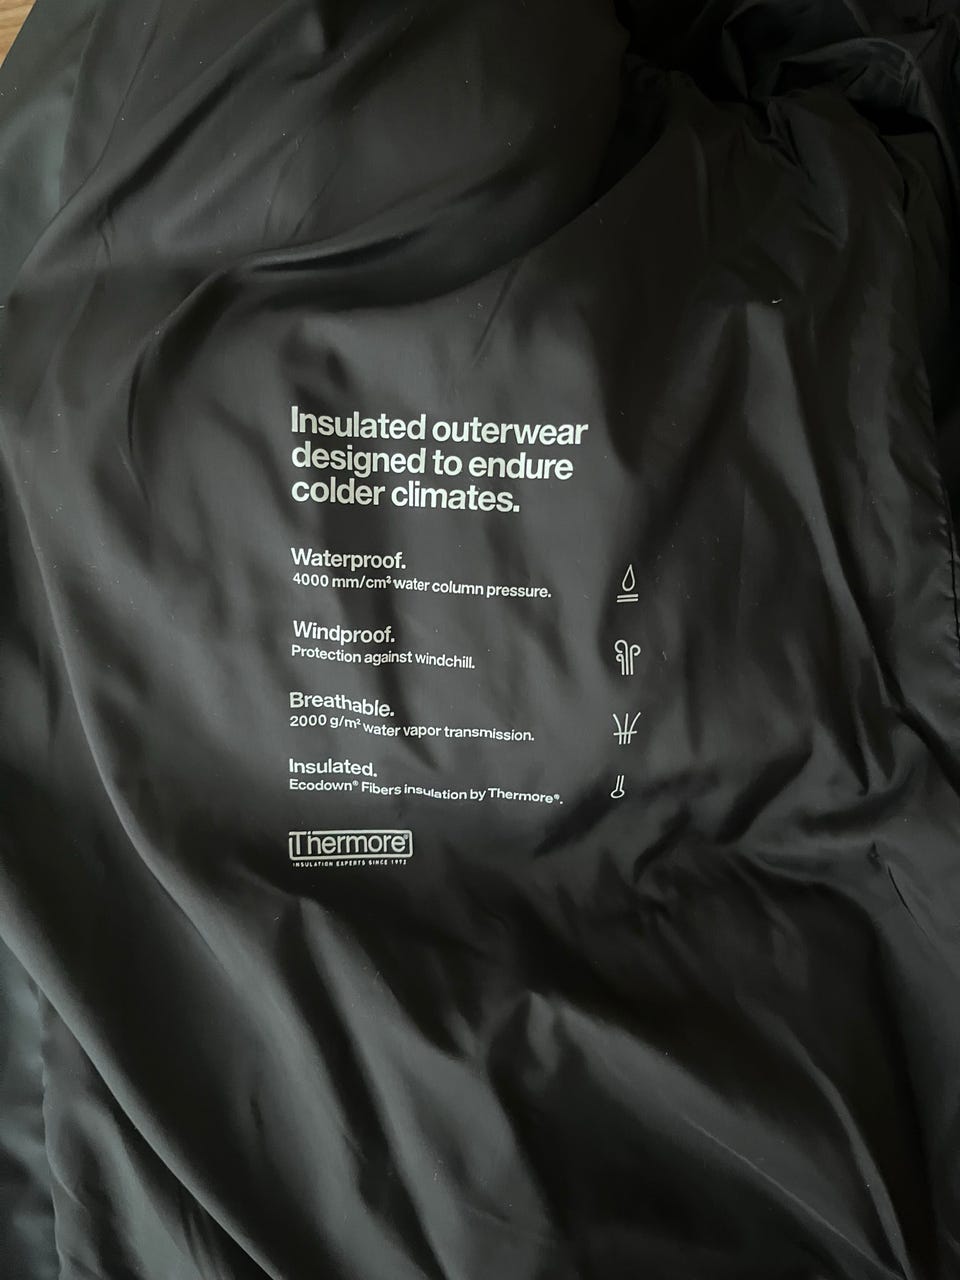 Insulated outerwear
designed to endure
colder climates.
Waterproof.
4000 mm/cm² water column pressure.
Windproof.
Protection against windchill.
Breathable.
2000 g/m² water vapor transmission.
Insulated.
Ecodown® Fibers insulation by Thermore®.
Thermore®
INSULATION EXPERTS SINCE 1972